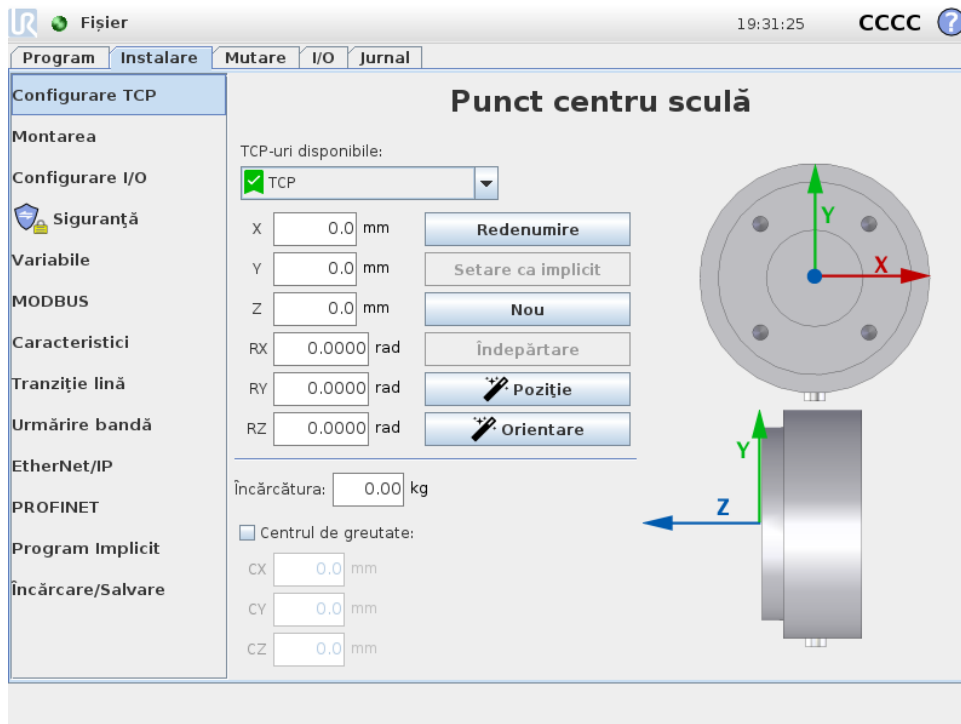 UR Fișier 19:31:25 CCCC ?
Program Instalare Mutare I/O Jurnal
Configurare TCP
Montarea
Configurare I/O
Siguranţă
Variabile
MODBUS
Caracteristici
Tranziție lină
Urmărire bandă
EtherNet/IP
PROFINET
Program Implicit
Încărcare/Salvare
Punct centru sculă
TCP-uri disponibile:
TCP
X 0.0 mm Redenumire
Y 0.0 mm Setare ca implicit
Z 0.0 mm Nou
RX 0.0000 rad Îndepărtare
RY 0.0000 rad Poziţie
RZ 0.0000 rad Orientare
Încărcătura: 0.00 kg
Centrul de greutate:
CX 0.0 mm
CY 0.0 mm
CZ 0.0 mm
Y
X
Y
Z